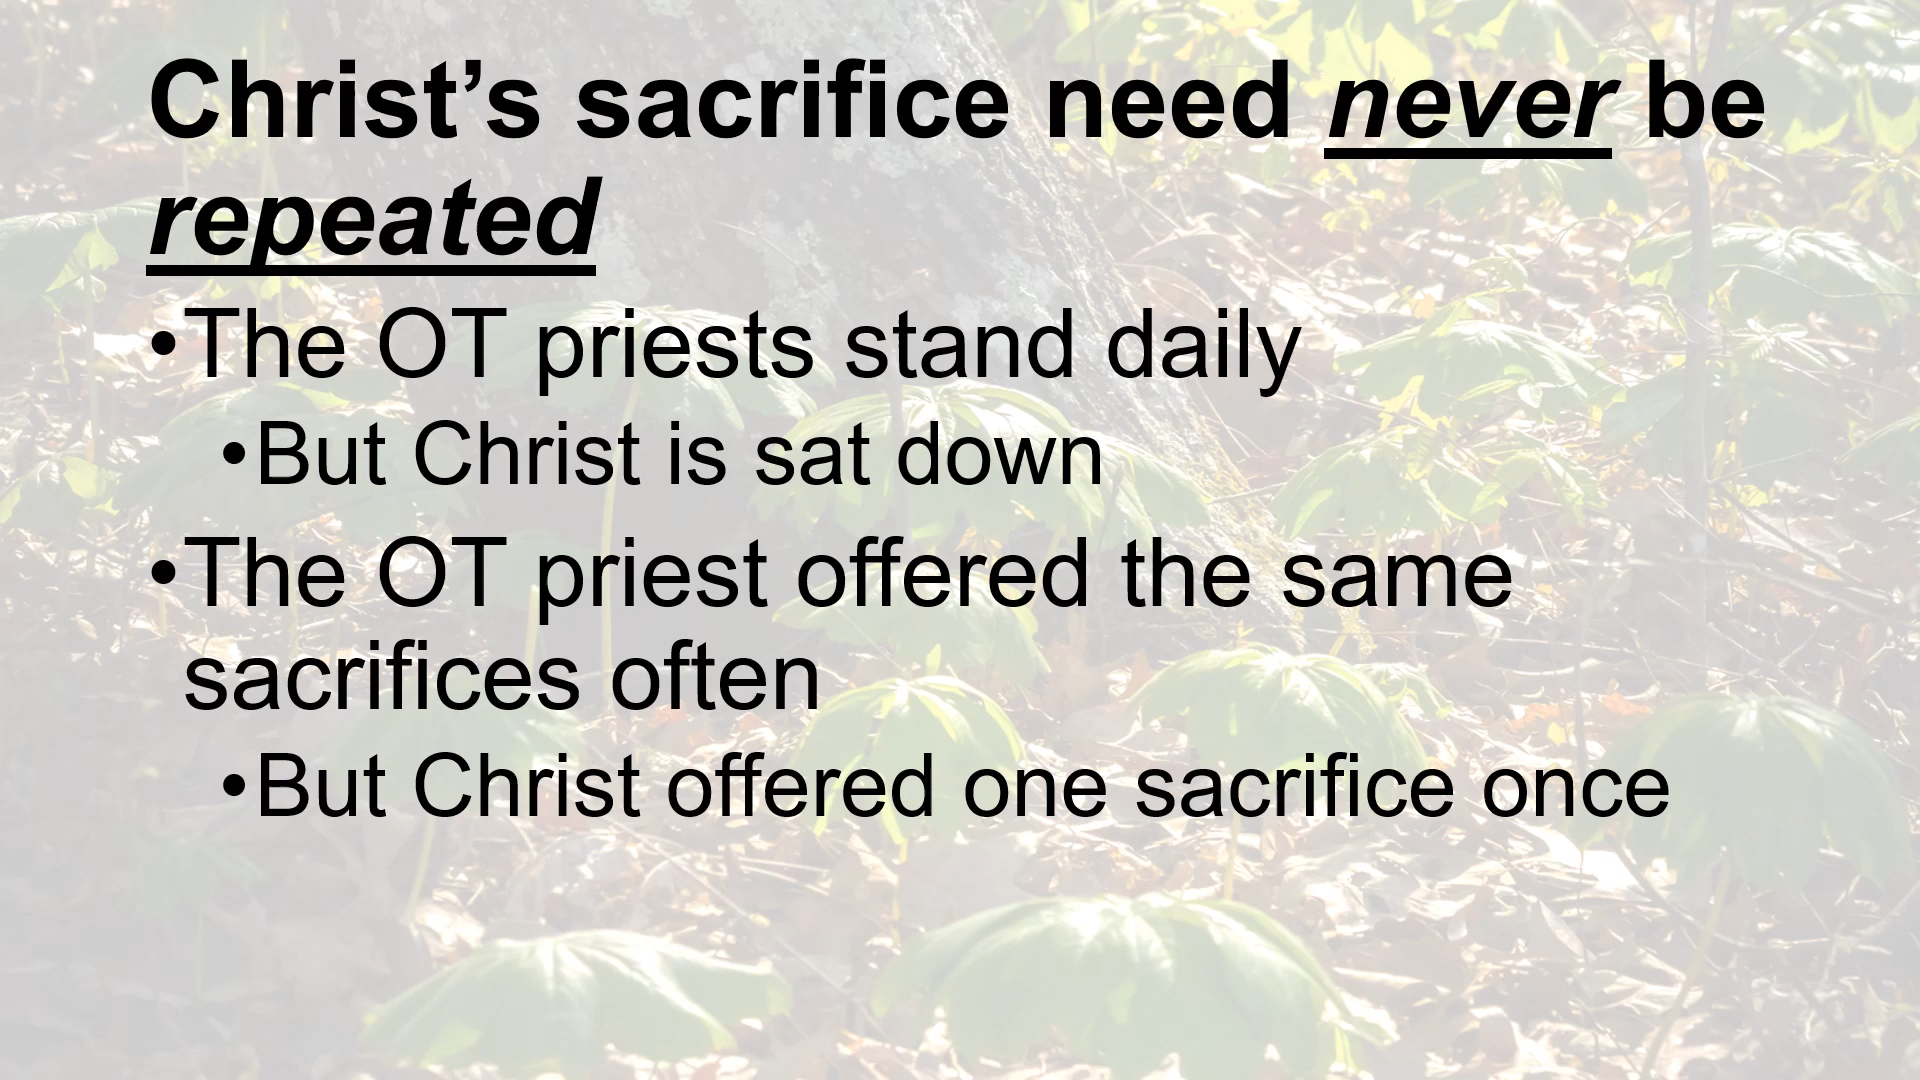 Christ’s sacrifice need never be
repeated
•The OT priests stand daily
•But Christ is sat down
•The OT priest offered the same
sacrifices often
•But Christ offered one sacrifice once